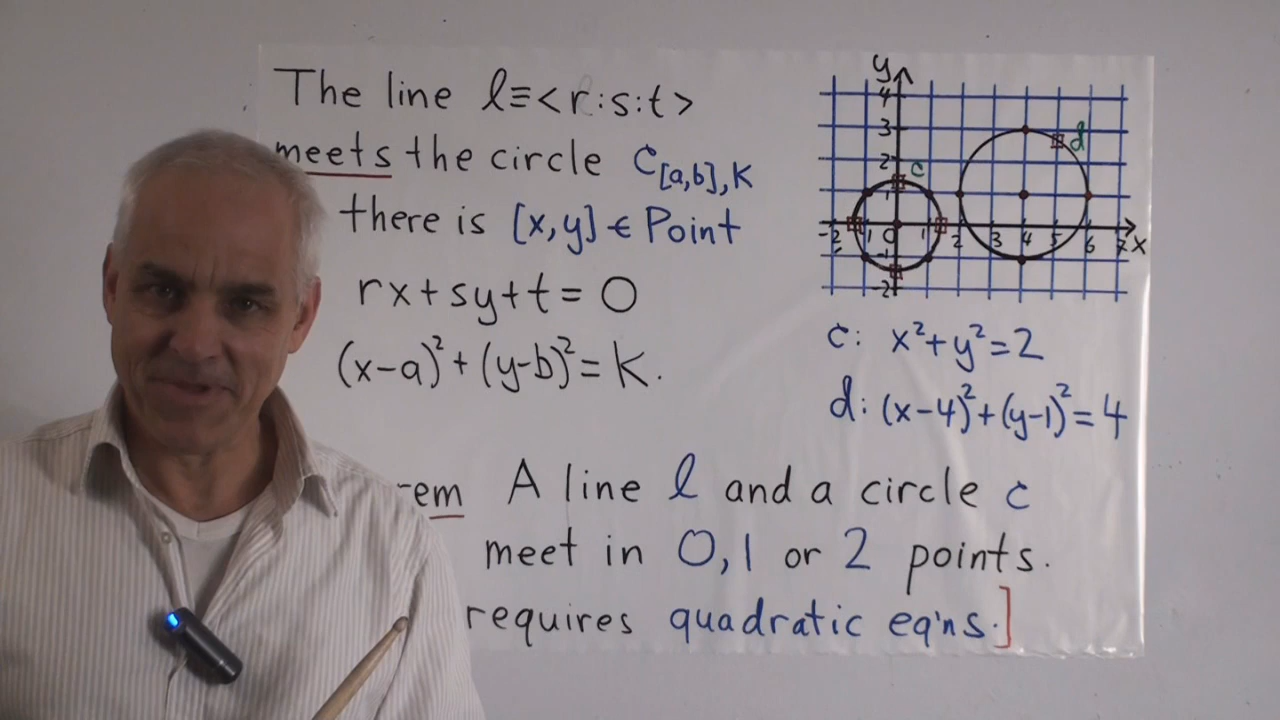 The line l≡<r:s:t>
meets the circle C[a,b],K
there is [x,y] ∈ Point
rx+sy+t=0
(x-a)²+(y-b)²=K.
rem A line l and a circle c
meet in 0,1 or 2 points.
requires quadratic eq'ns.]
y
4
3
d
2
c
1
-2 1 0 1 2 3 4 5 6 7 x
-1
-2
c: x²+y²=2
d: (x-4)²+(y-1)²=4